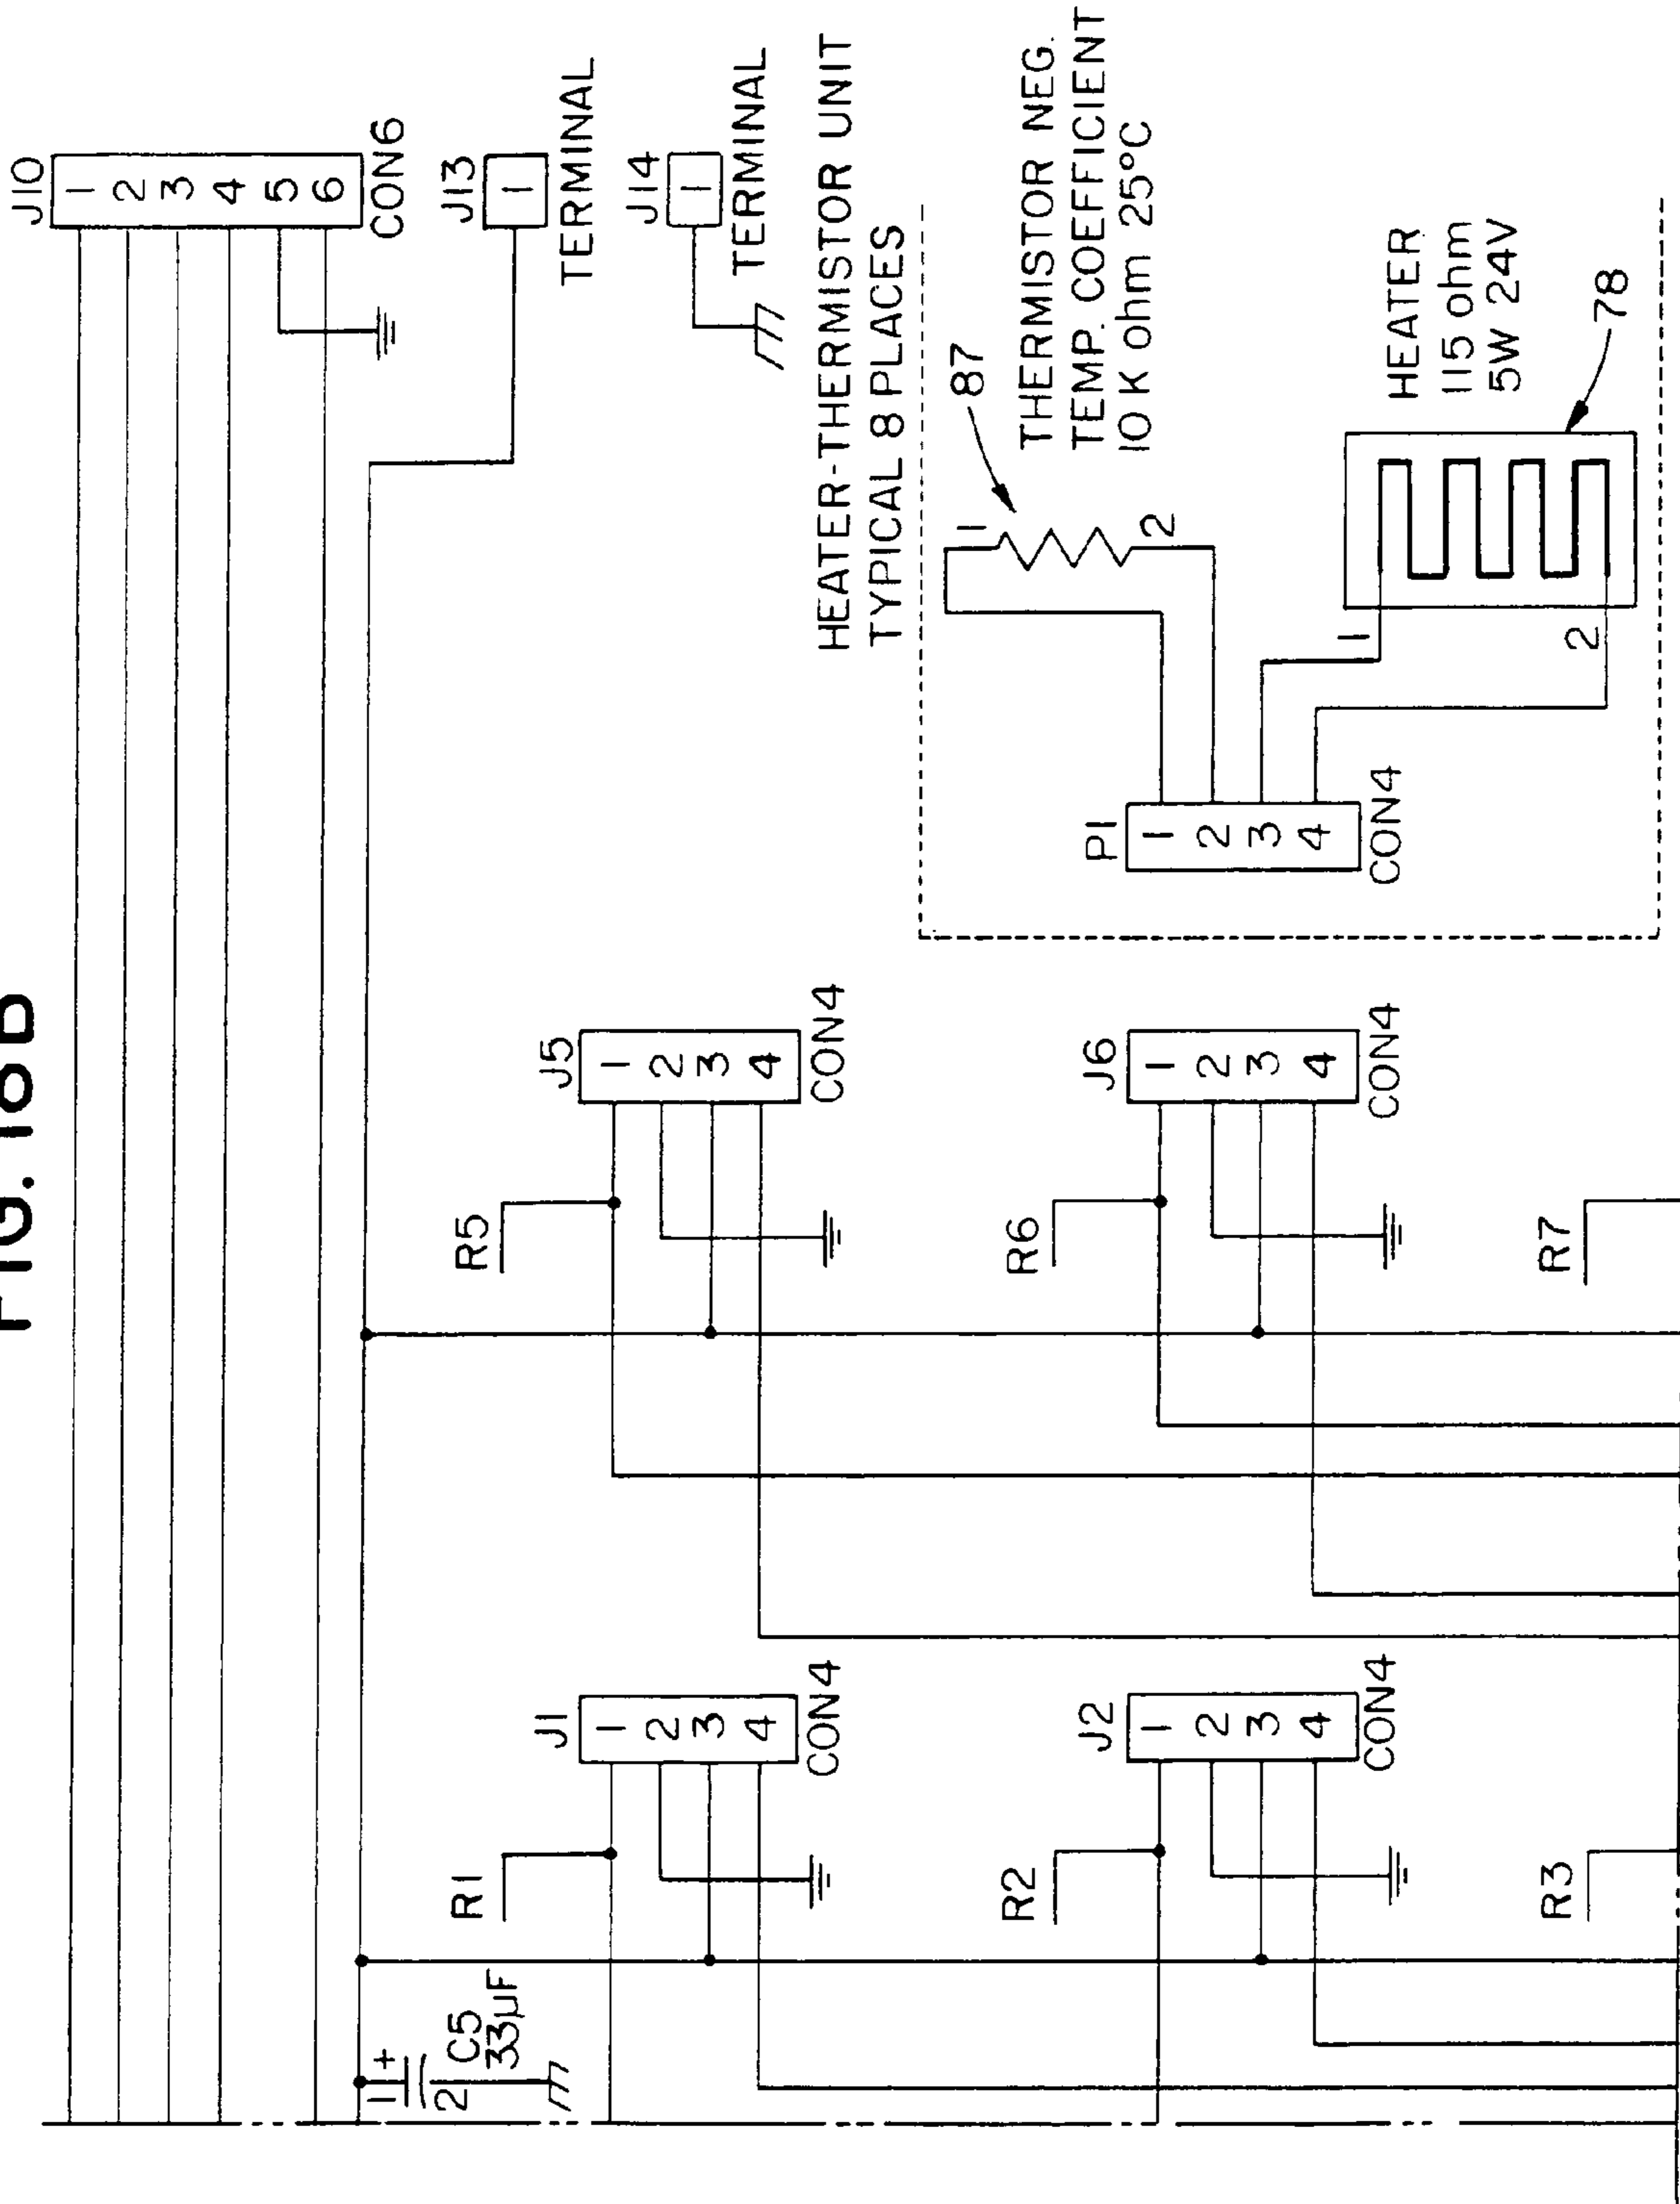 FIG. 18B
J10
1
2
3
4
5
6
CON6
J13
1
TERMINAL
J14
1
TERMINAL
1
+
2
C5
33µF
R1
J1
1
2
3
4
CON4
R5
J5
1
2
3
4
CON4
R2
J2
1
2
3
4
CON4
R6
J6
1
2
3
4
CON4
R3
R7
HEATER-THERMISTOR UNIT
TYPICAL 8 PLACES
87
1
2
THERMISTOR NEG.
TEMP. COEFFICIENT
10 K ohm 25°C
P1
1
2
3
4
CON4
1
2
HEATER
115 ohm
5W 24V
78